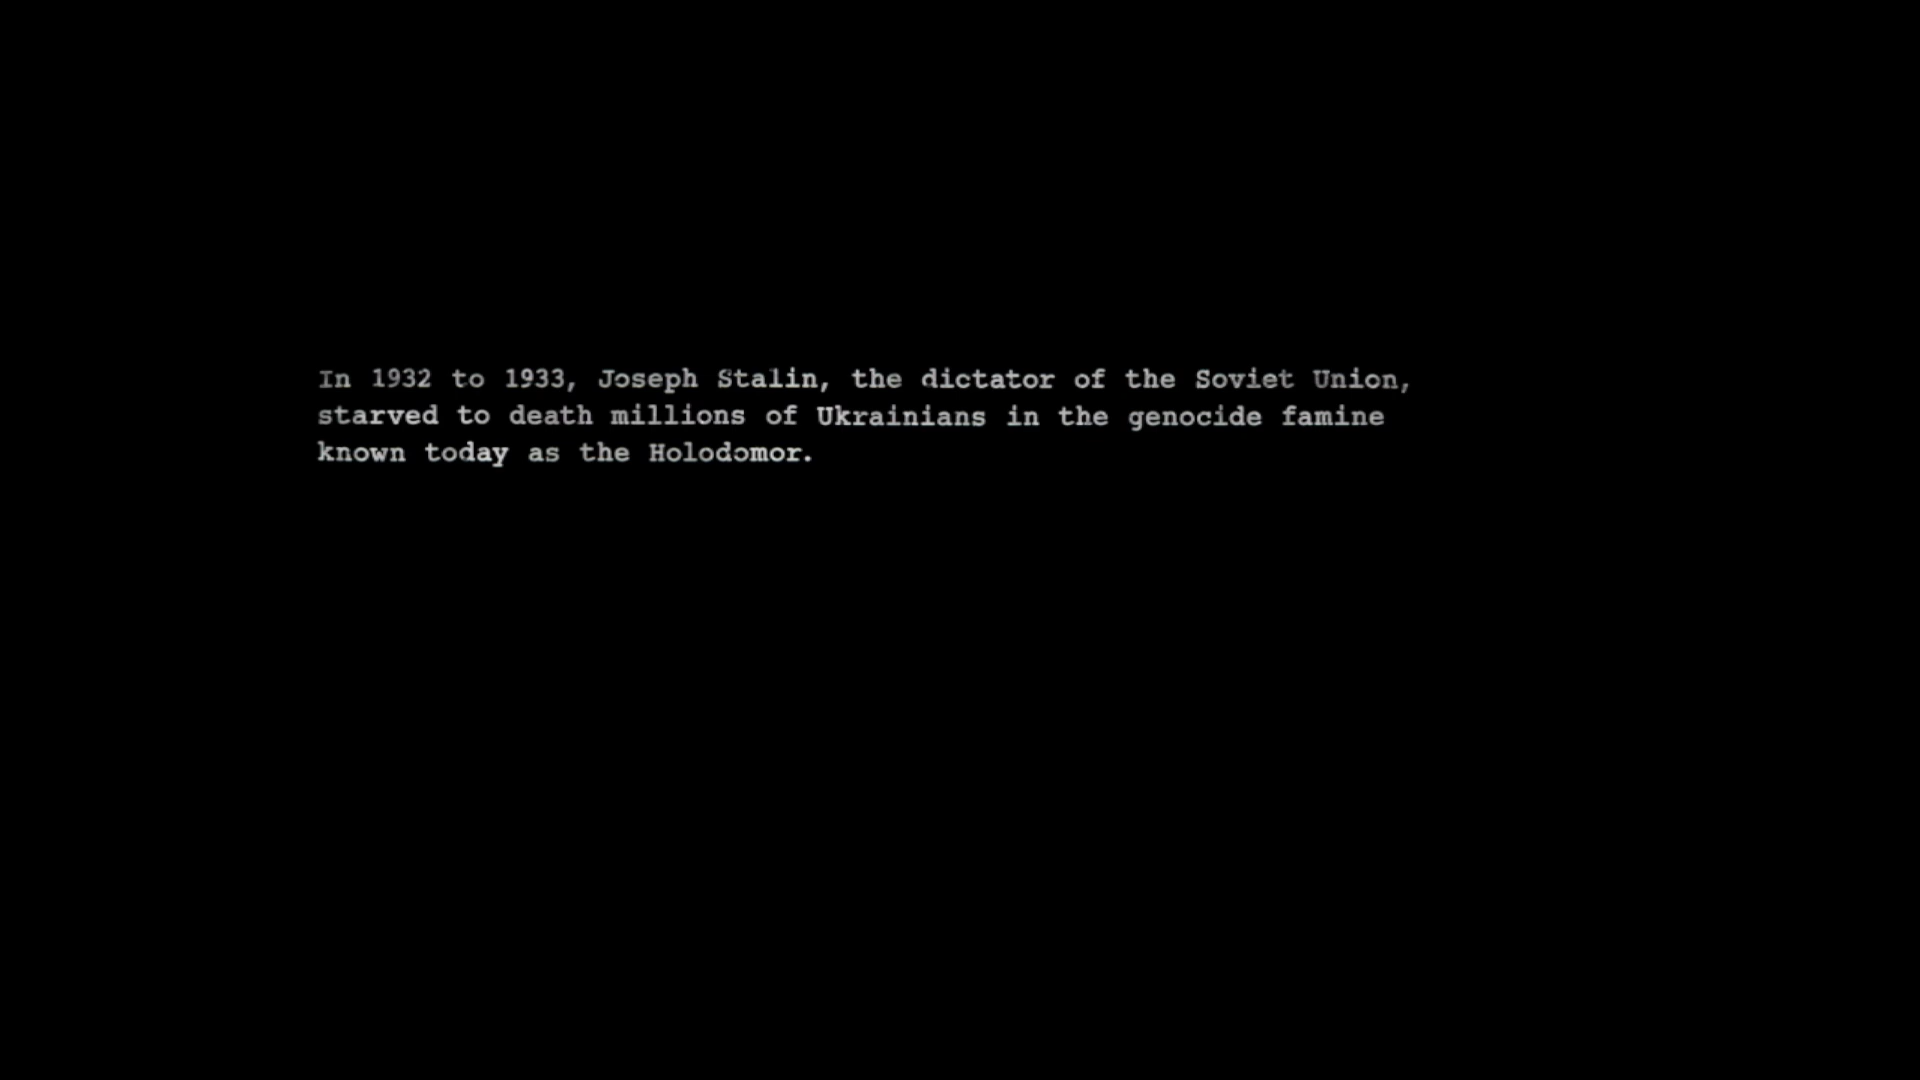 In 1932 to 1933, Joseph Stalin, the dictator of the Soviet Union,
starved to death millions of Ukrainians in the genocide famine
known today as the Holodomor.